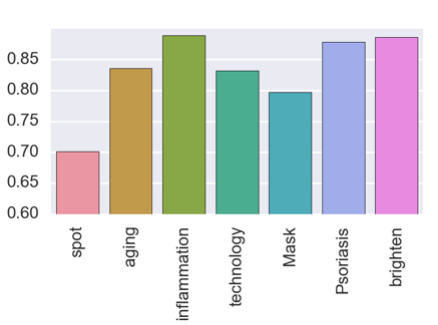 0.85
0.80
0.75
0.70
0.65
0.60
spot
aging
inflammation
technology
Mask
Psoriasis
brighten